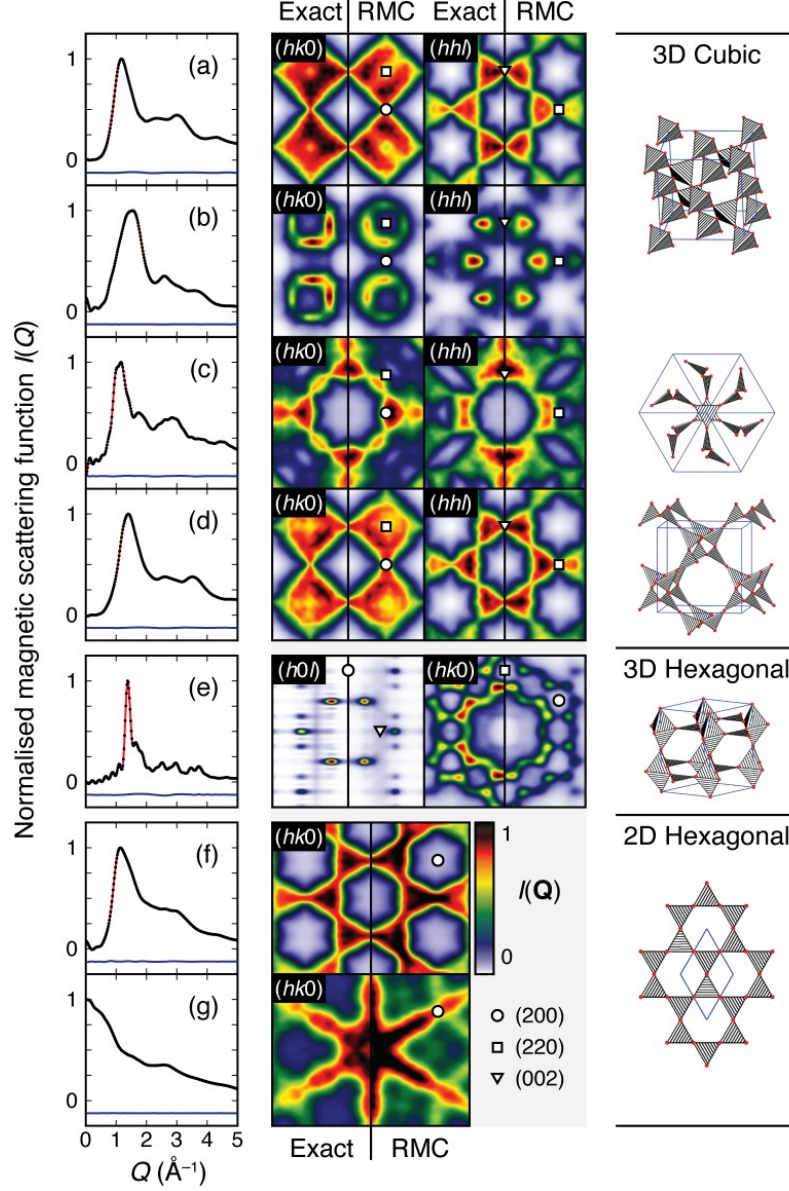 Exact RMC
Normalised magnetic scattering function I(Q)
1
0
(a)
(hk0)
(hhl)
3D Cubic
1
0
(b)
(hk0)
(hhl)
1
0
(c)
(hk0)
(hhl)
1
0
(d)
(hk0)
(hhl)
1
0
(e)
(h0l)
(hk0)
3D Hexagonal
1
0
(f)
(hk0)
1
I(Q)
0
2D Hexagonal
1
0
(g)
(hk0)
(200)
(220)
(002)
0 1 2 3 4 5
Q (Å⁻¹)
Exact RMC